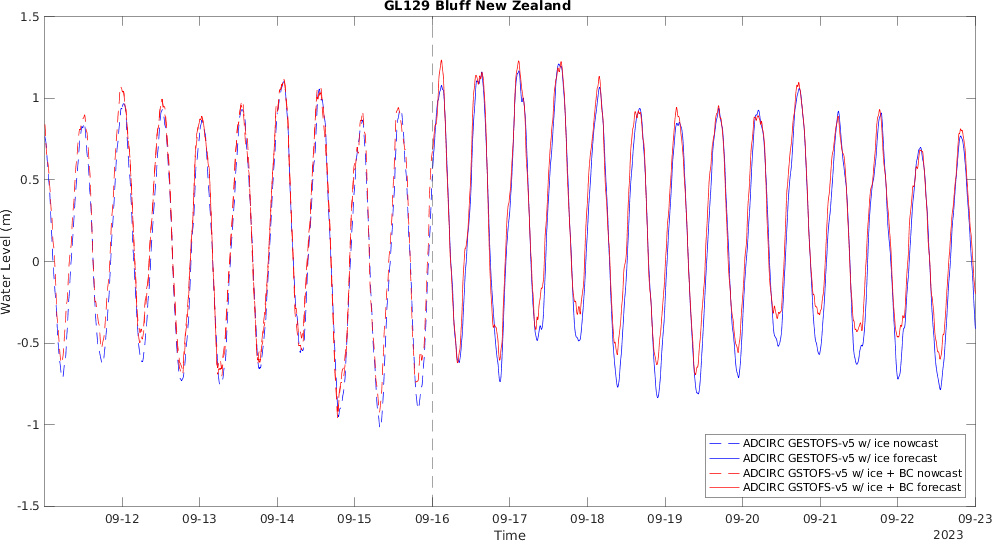 GL129 Bluff New Zealand
1.5
1
0.5
0
-0.5
-1
-1.5
Water Level (m)
09-12 09-13 09-14 09-15 09-16 09-17 09-18 09-19 09-20 09-21 09-22 09-23
Time
2023
ADCIRC GESTOFS-v5 w/ ice nowcast
ADCIRC GESTOFS-v5 w/ ice forecast
ADCIRC GSTOFS-v5 w/ ice + BC nowcast
ADCIRC GSTOFS-v5 w/ ice + BC forecast